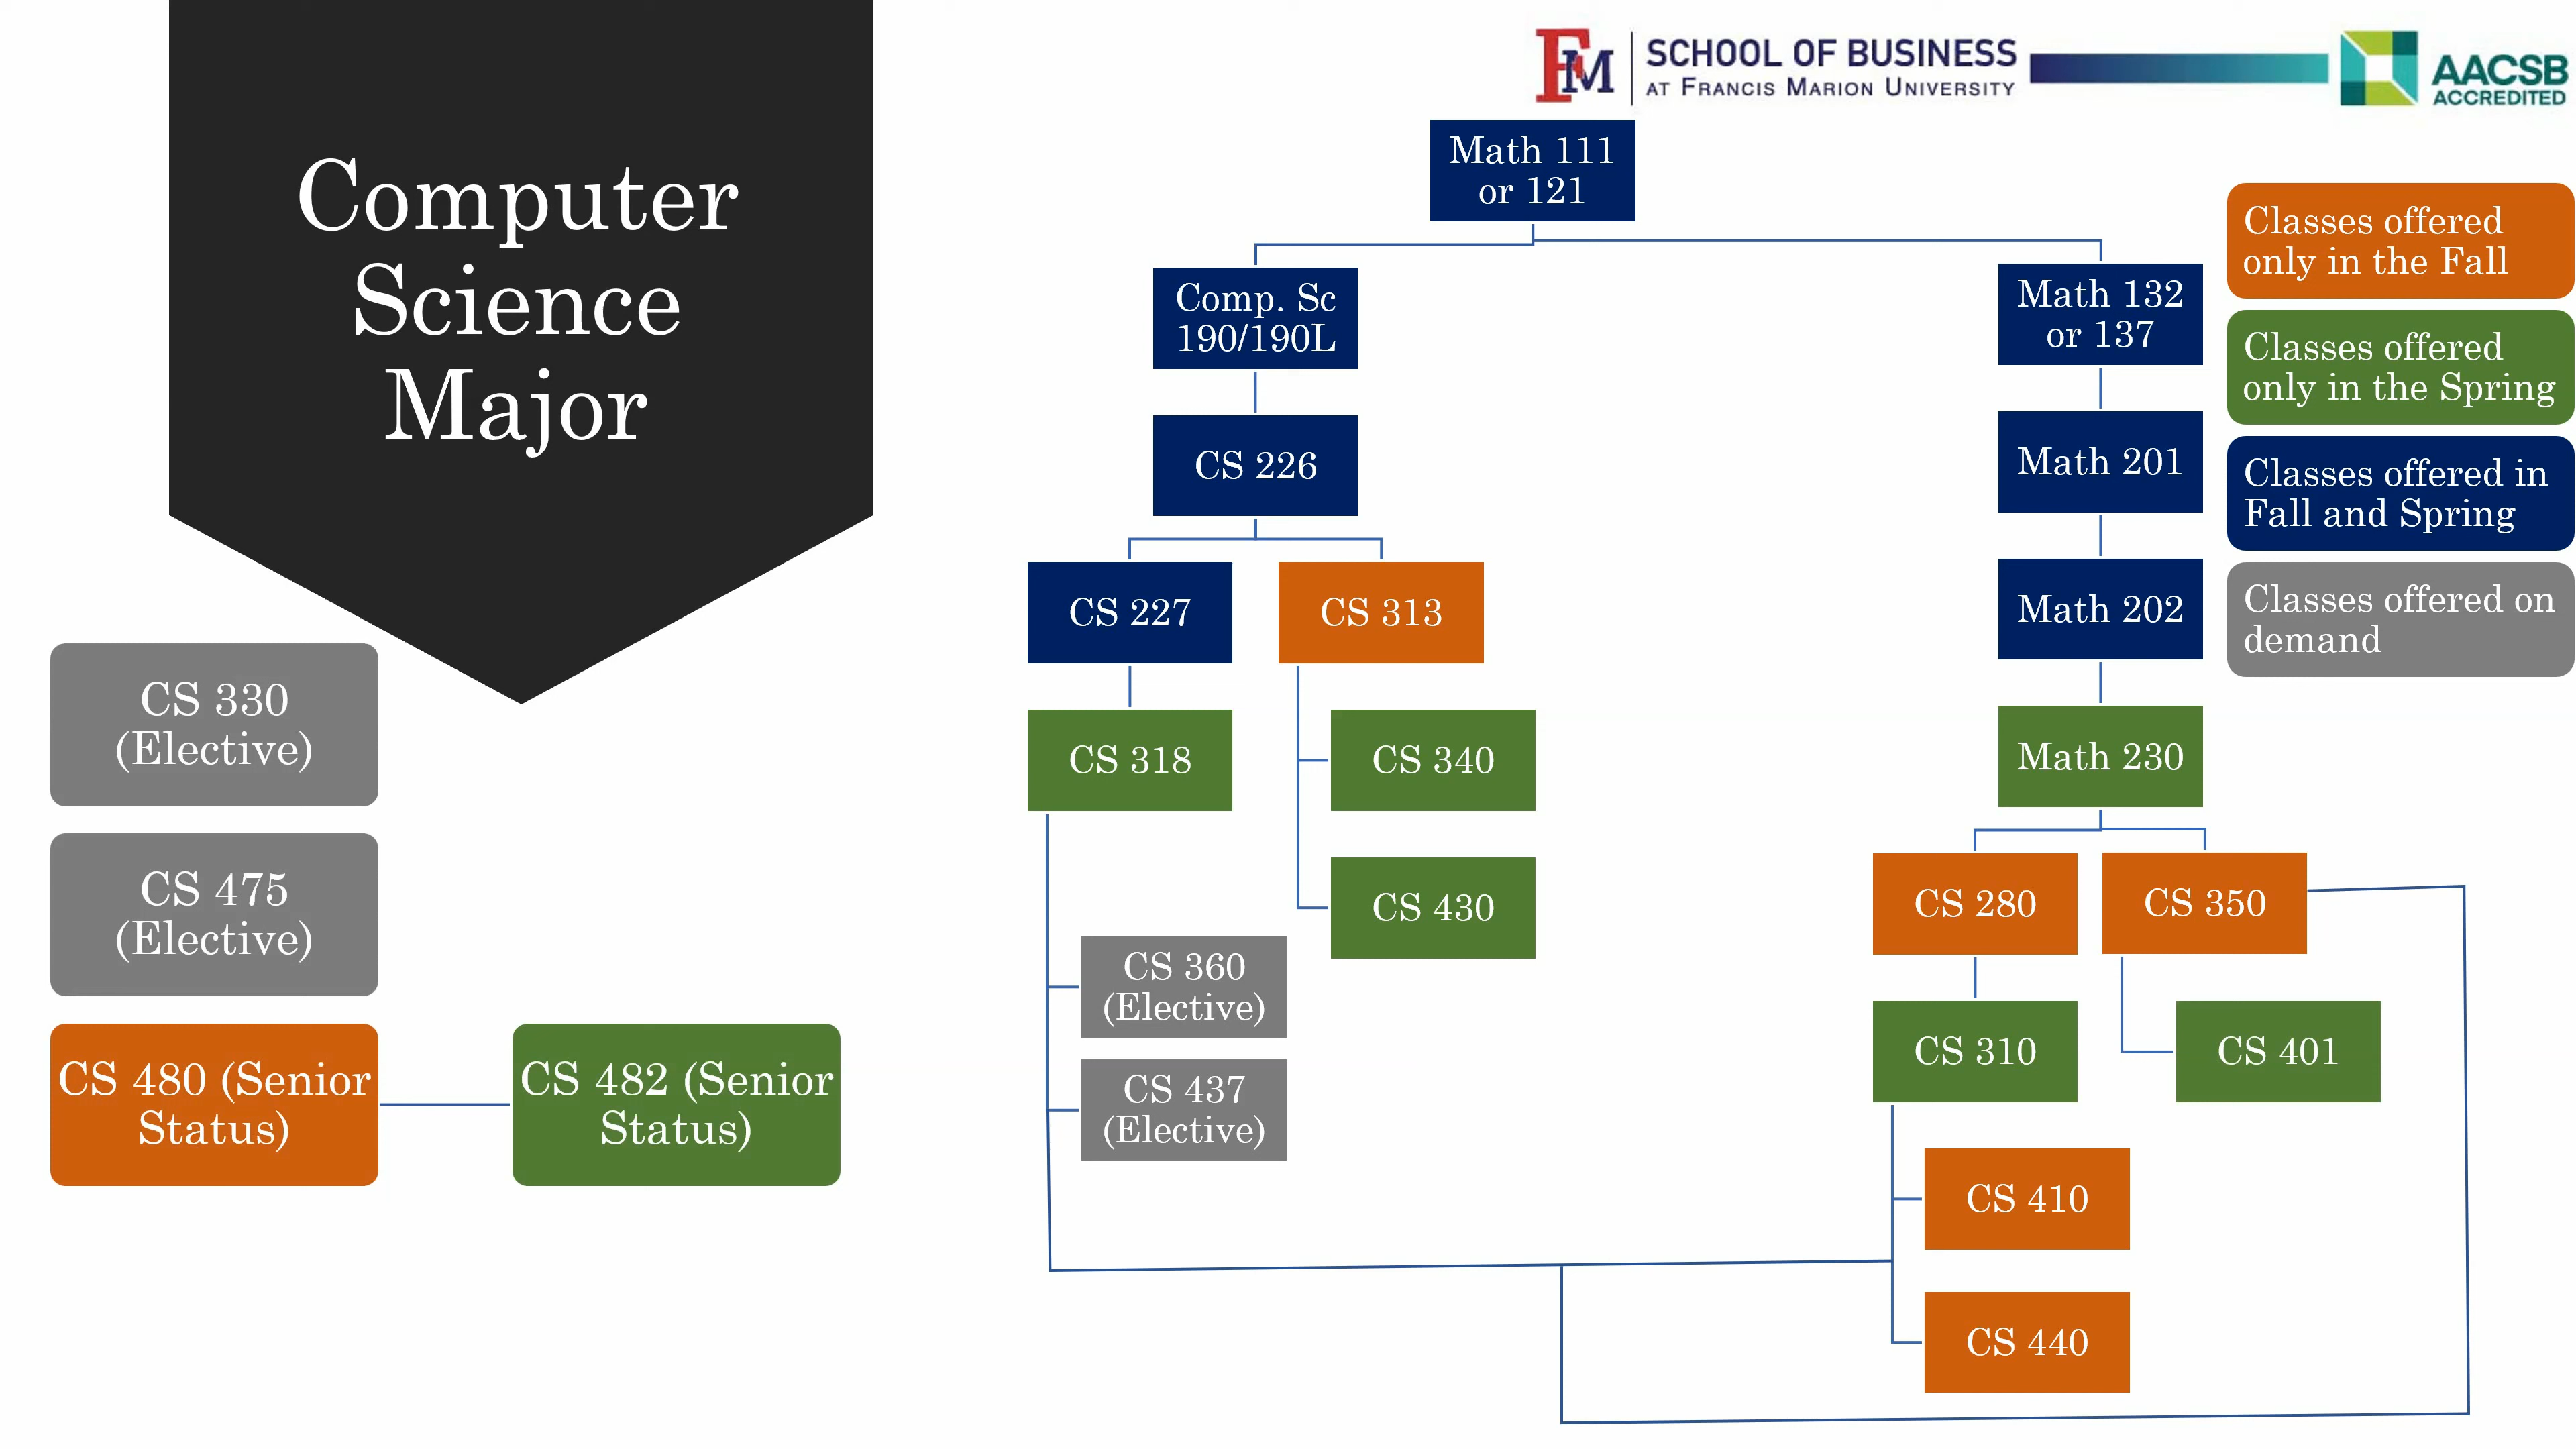 Computer
Science
Major
FM
SCHOOL OF BUSINESS
AT FRANCIS MARION UNIVERSITY
AACSB
ACCREDITED
Math 111
or 121
Comp. Sc
190/190L
Math 132
or 137
CS 226
Math 201
CS 227
CS 313
Math 202
CS 318
CS 340
Math 230
CS 430
CS 280
CS 350
CS 360
(Elective)
CS 310
CS 401
CS 437
(Elective)
CS 410
CS 440
Classes offered
only in the Fall
Classes offered
only in the Spring
Classes offered in
Fall and Spring
Classes offered on
demand
CS 330
(Elective)
CS 475
(Elective)
CS 480 (Senior
Status)
CS 482 (Senior
Status)